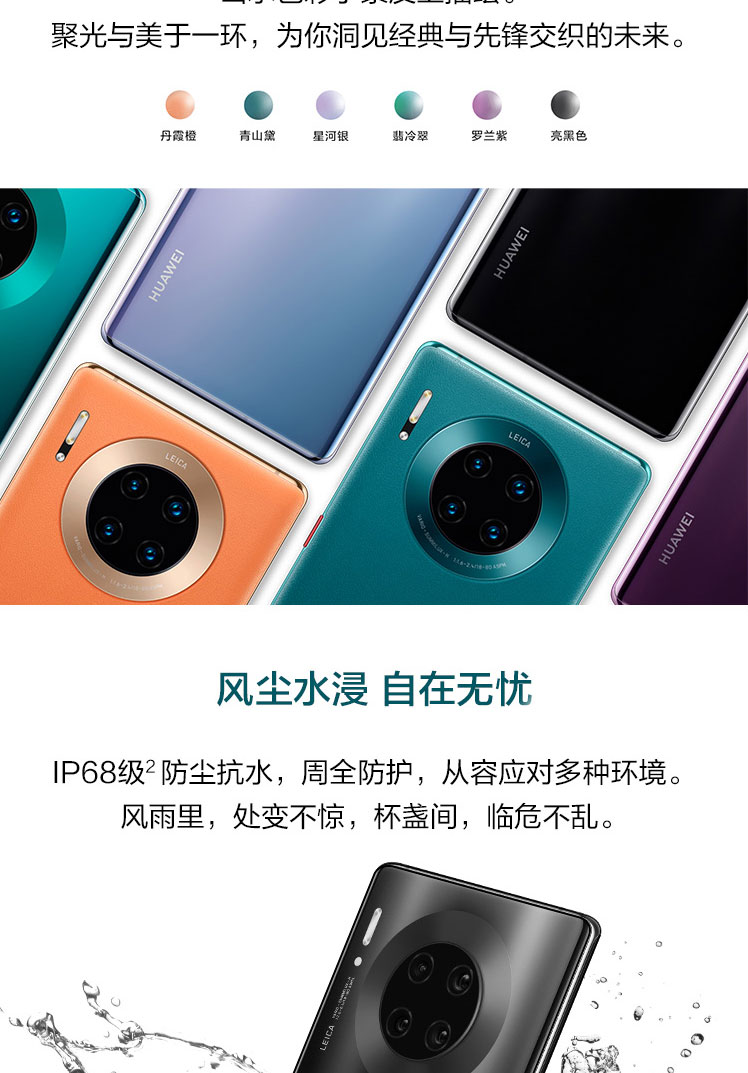 聚光与美于一环，为你洞见经典与先锋交织的未来。
丹霞橙 青山黛 星河银 翡冷翠 罗兰紫 亮黑色
HUAWEI
HUAWEI
LEICA
LEICA
HUAWEI
风尘水浸 自在无忧
IP68级² 防尘抗水，周全防护，从容应对多种环境。
风雨里，处变不惊，杯盏间，临危不乱。
LEICA